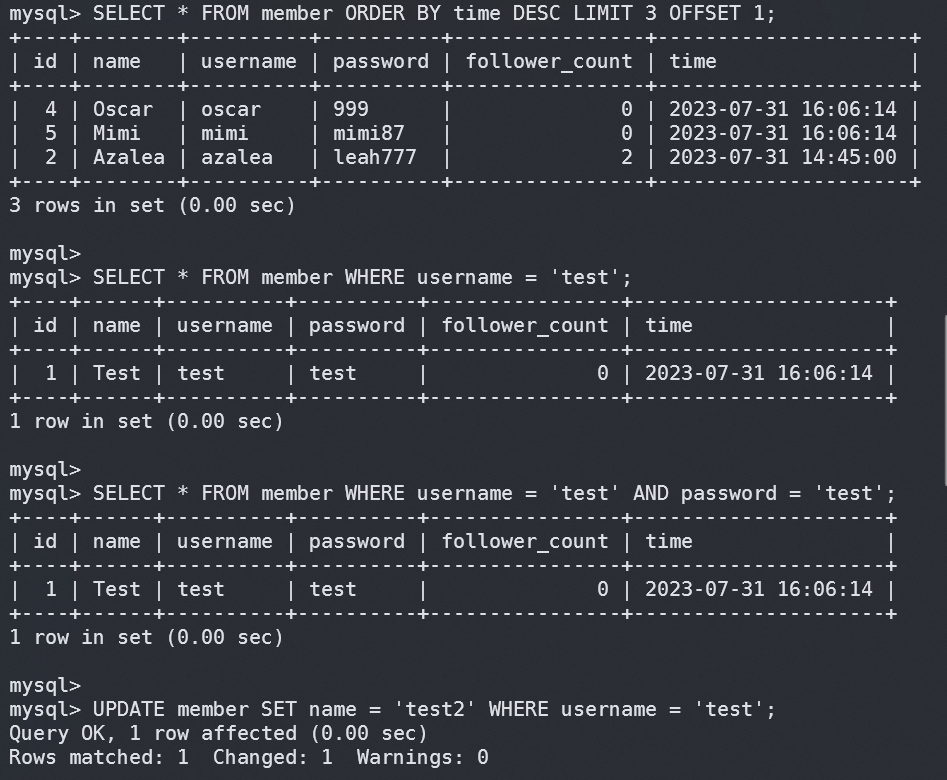 mysql> SELECT * FROM member ORDER BY time DESC LIMIT 3 OFFSET 1;
+----+--------+----------+----------+----------------+---------------------+
| id | name   | username | password | follower_count | time                |
+----+--------+----------+----------+----------------+---------------------+
|  4 | Oscar  | oscar    | 999      |              0 | 2023-07-31 16:06:14 |
|  5 | Mimi   | mimi     | mimi87   |              0 | 2023-07-31 16:06:14 |
|  2 | Azalea | azalea   | leah777  |              2 | 2023-07-31 14:45:00 |
+----+--------+----------+----------+----------------+---------------------+
3 rows in set (0.00 sec)

mysql>
mysql> SELECT * FROM member WHERE username = 'test';
+----+------+----------+----------+----------------+---------------------+
| id | name | username | password | follower_count | time                |
+----+------+----------+----------+----------------+---------------------+
|  1 | Test | test     | test     |              0 | 2023-07-31 16:06:14 |
+----+------+----------+----------+----------------+---------------------+
1 row in set (0.00 sec)

mysql>
mysql> SELECT * FROM member WHERE username = 'test' AND password = 'test';
+----+------+----------+----------+----------------+---------------------+
| id | name | username | password | follower_count | time                |
+----+------+----------+----------+----------------+---------------------+
|  1 | Test | test     | test     |              0 | 2023-07-31 16:06:14 |
+----+------+----------+----------+----------------+---------------------+
1 row in set (0.00 sec)

mysql>
mysql> UPDATE member SET name = 'test2' WHERE username = 'test';
Query OK, 1 row affected (0.00 sec)
Rows matched: 1  Changed: 1  Warnings: 0